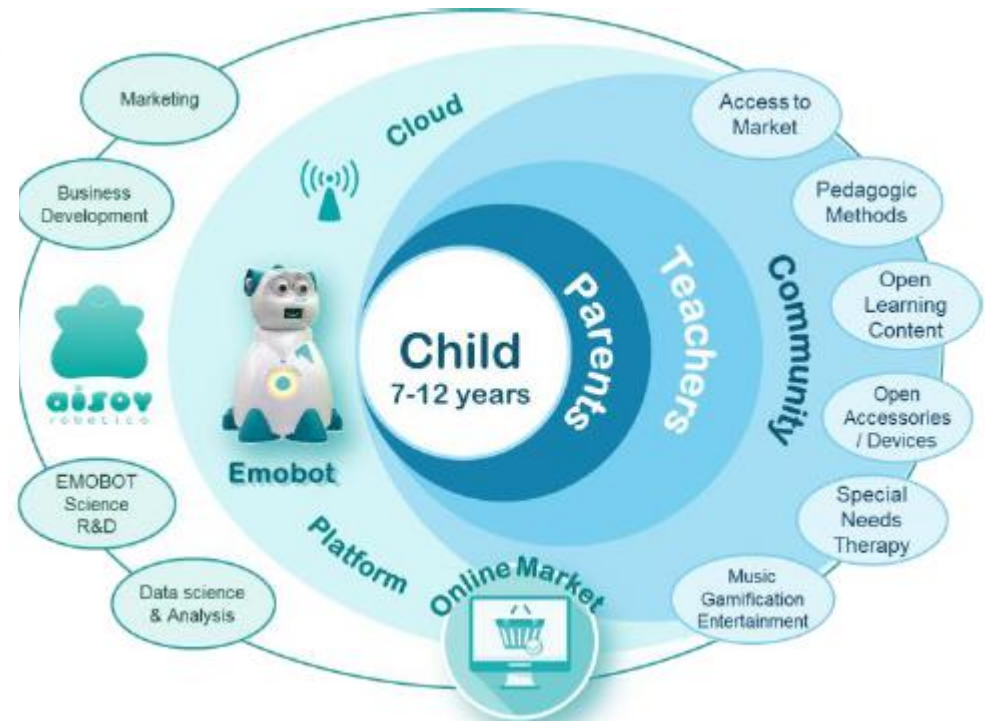 Marketing
Business
Development
aisoy
robotics
EMOBOT
Science
R&D
Data science
& Analysis
Cloud
Emobot
Platform
Online Market
Child
7-12 years
Parents
Teachers
Community
Access to
Market
Pedagogic
Methods
Open
Learning
Content
Open
Accessories
/ Devices
Special
Needs
Therapy
Music
Gamification
Entertainment